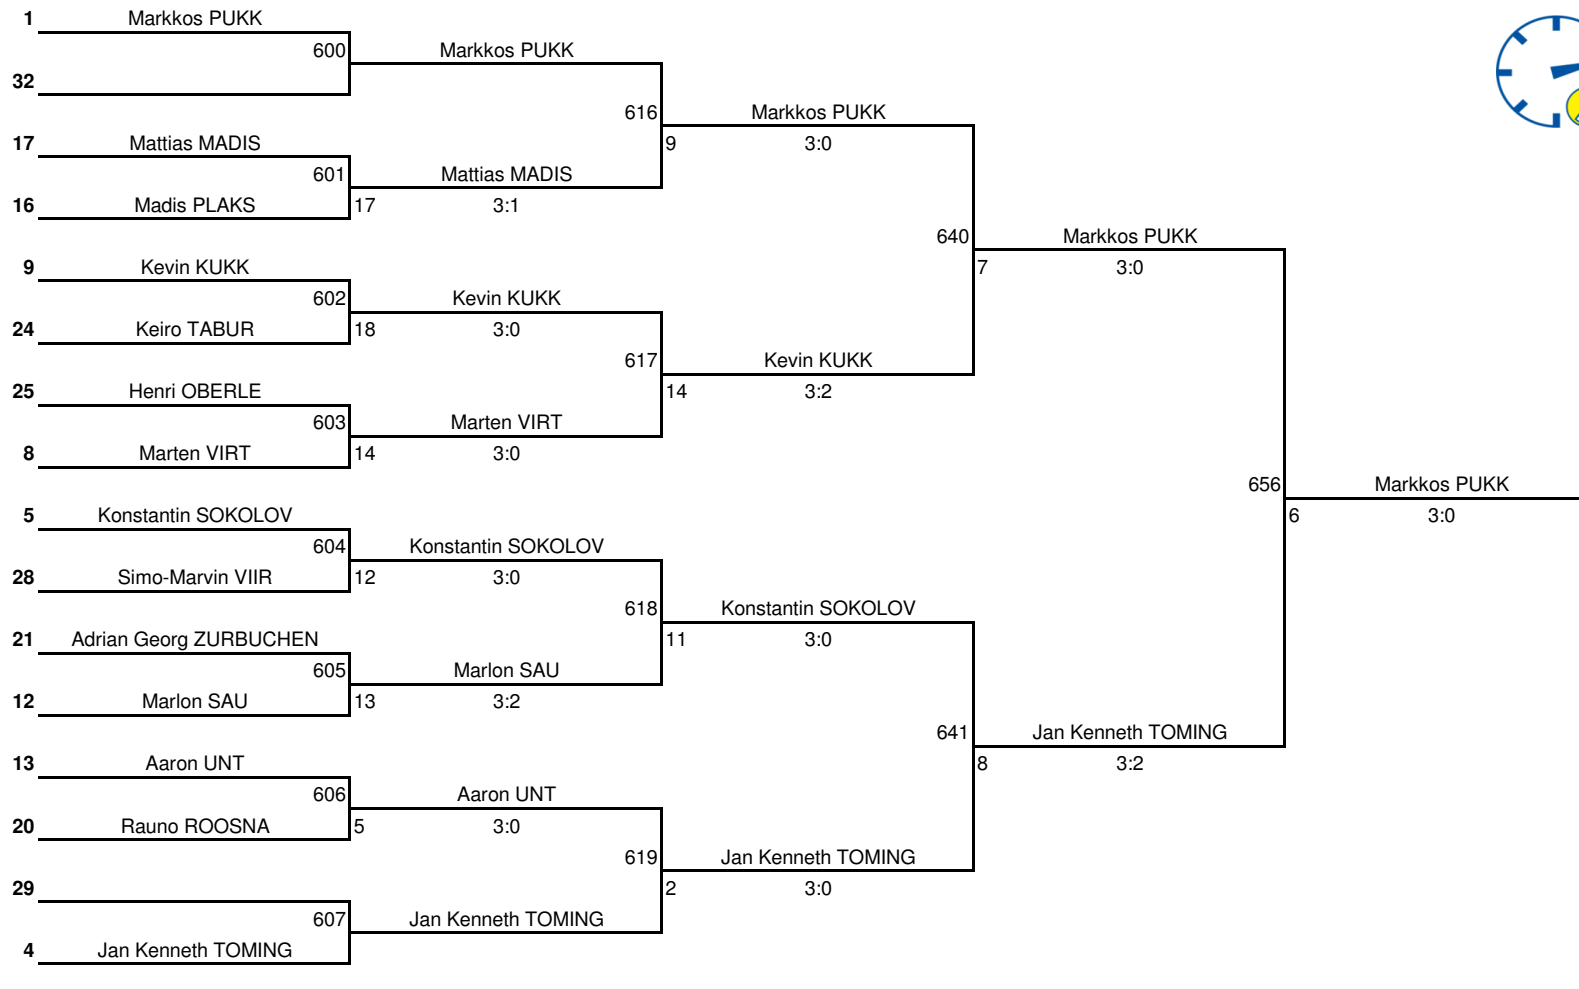 1 Markkos PUKK
600 Markkos PUKK
32
616 Markkos PUKK
17 Mattias MADIS 9 3:0
601 Mattias MADIS
16 Madis PLAKS 17 3:1
640 Markkos PUKK
9 Kevin KUKK 7 3:0
602 Kevin KUKK
24 Keiro TABUR 18 3:0
617 Kevin KUKK
25 Henri OBERLE 14 3:2
603 Marten VIRT
8 Marten VIRT 14 3:0
656 Markkos PUKK
5 Konstantin SOKOLOV 6 3:0
604 Konstantin SOKOLOV
28 Simo-Marvin VIIR 12 3:0
618 Konstantin SOKOLOV
21 Adrian Georg ZURBUCHEN 11 3:0
605 Marlon SAU
12 Marlon SAU 13 3:2
641 Jan Kenneth TOMING
13 Aaron UNT 8 3:2
606 Aaron UNT
20 Rauno ROOSNA 5 3:0
619 Jan Kenneth TOMING
29 2 3:0
607 Jan Kenneth TOMING
4 Jan Kenneth TOMING